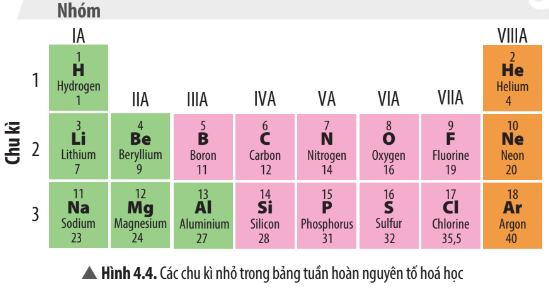 Nhóm
IA VIIIA
1 2
H He
Hydrogen Helium
1 4
1
IIA IIIA IVA VA VIA VIIA
3 4 5 6 7 8 9 10
Li Be B C N O F Ne
Lithium Beryllium Boron Carbon Nitrogen Oxygen Fluorine Neon
7 9 11 12 14 16 19 20
2
Chu kì
11 12 13 14 15 16 17 18
Na Mg Al Si P S Cl Ar
Sodium Magnesium Aluminium Silicon Phosphorus Sulfur Chlorine Argon
23 24 27 28 31 32 35,5 40
3
▲ Hình 4.4. Các chu kì nhỏ trong bảng tuần hoàn nguyên tố hoá học